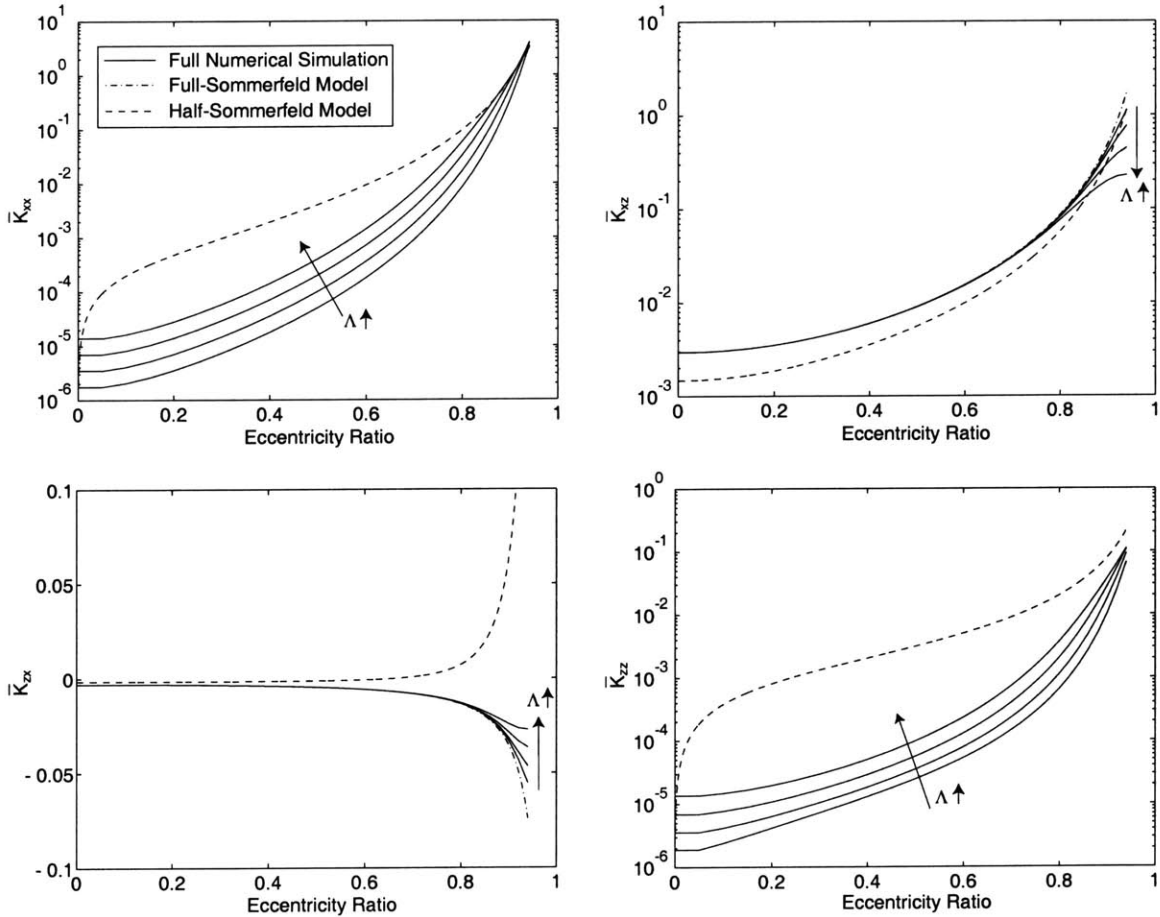 10^1
10^0
10^-1
10^-2
10^-3
10^-4
10^-5
10^-6
K̅xx
Full Numerical Simulation
Full-Sommerfeld Model
Half-Sommerfeld Model
Λ
0 0.2 0.4 0.6 0.8 1
Eccentricity Ratio
10^1
10^0
10^-1
10^-2
10^-3
K̅xz
Λ
0 0.2 0.4 0.6 0.8 1
Eccentricity Ratio
0.1
0.05
0
- 0.05
- 0.1
K̅zx
Λ
0 0.2 0.4 0.6 0.8 1
Eccentricity Ratio
10^0
10^-1
10^-2
10^-3
10^-4
10^-5
10^-6
K̅zz
Λ
0 0.2 0.4 0.6 0.8 1
Eccentricity Ratio